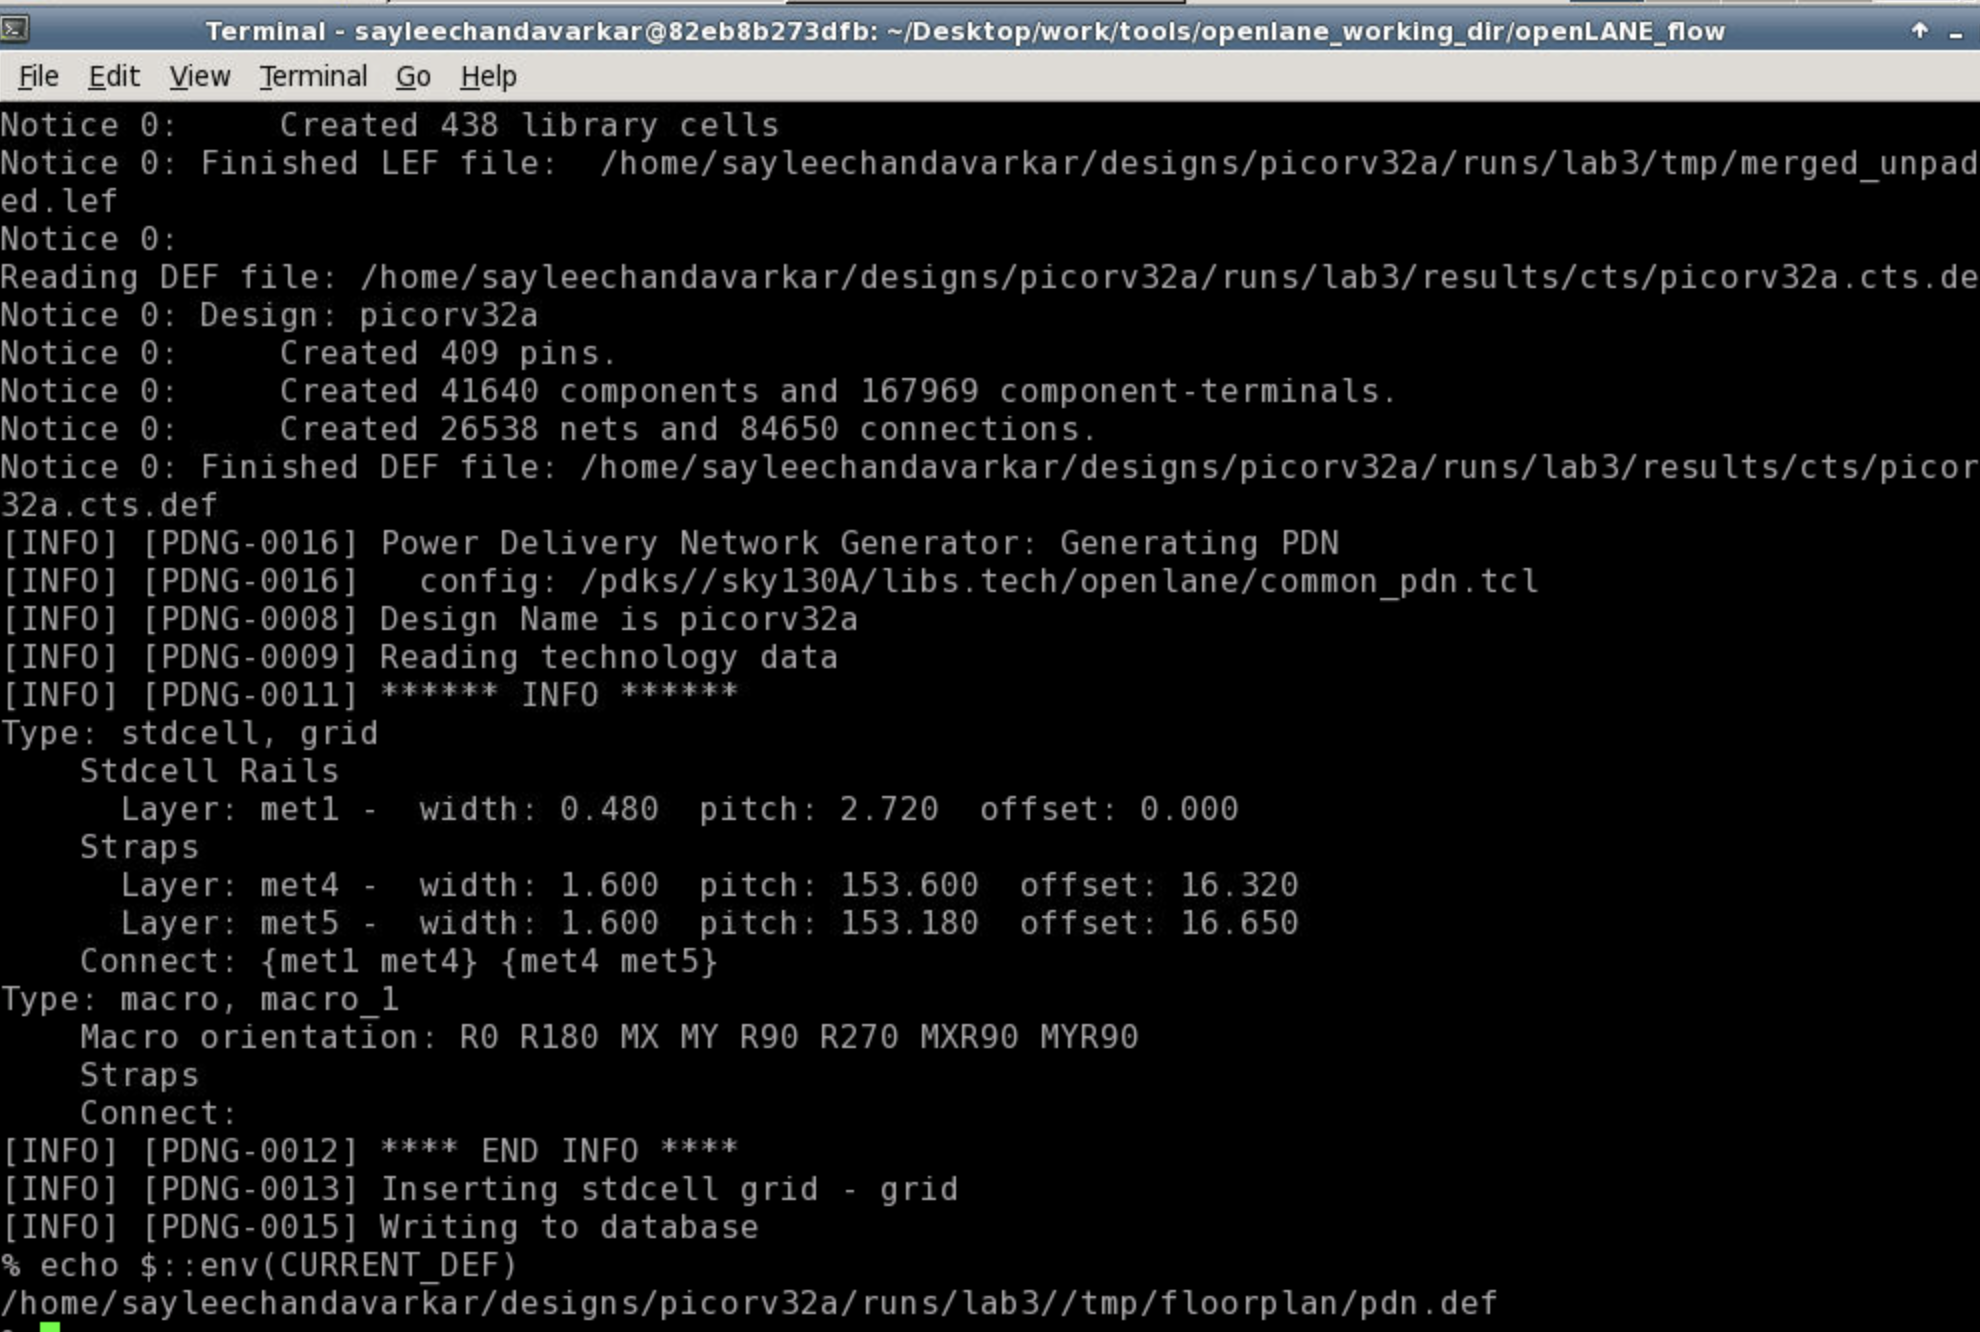 Terminal - sayleechandavarkar@82eb8b273dfb: ~/Desktop/work/tools/openlane_working_dir/openLANE_flow
File Edit View Terminal Go Help
Notice 0:     Created 438 library cells
Notice 0: Finished LEF file:  /home/sayleechandavarkar/designs/picorv32a/runs/lab3/tmp/merged_unpad
ed.lef
Notice 0:
Reading DEF file: /home/sayleechandavarkar/designs/picorv32a/runs/lab3/results/cts/picorv32a.cts.de
Notice 0: Design: picorv32a
Notice 0:     Created 409 pins.
Notice 0:     Created 41640 components and 167969 component-terminals.
Notice 0:     Created 26538 nets and 84650 connections.
Notice 0: Finished DEF file: /home/sayleechandavarkar/designs/picorv32a/runs/lab3/results/cts/picor
32a.cts.def
[INFO] [PDNG-0016] Power Delivery Network Generator: Generating PDN
[INFO] [PDNG-0016]   config: /pdks//sky130A/libs.tech/openlane/common_pdn.tcl
[INFO] [PDNG-0008] Design Name is picorv32a
[INFO] [PDNG-0009] Reading technology data
[INFO] [PDNG-0011] ****** INFO ******
Type: stdcell, grid
    Stdcell Rails
      Layer: met1 -  width: 0.480  pitch: 2.720  offset: 0.000
    Straps
      Layer: met4 -  width: 1.600  pitch: 153.600  offset: 16.320
      Layer: met5 -  width: 1.600  pitch: 153.180  offset: 16.650
    Connect: {met1 met4} {met4 met5}
Type: macro, macro_1
    Macro orientation: R0 R180 MX MY R90 R270 MXR90 MYR90
    Straps
    Connect:
[INFO] [PDNG-0012] **** END INFO ****
[INFO] [PDNG-0013] Inserting stdcell grid - grid
[INFO] [PDNG-0015] Writing to database
% echo $::env(CURRENT_DEF)
/home/sayleechandavarkar/designs/picorv32a/runs/lab3//tmp/floorplan/pdn.def